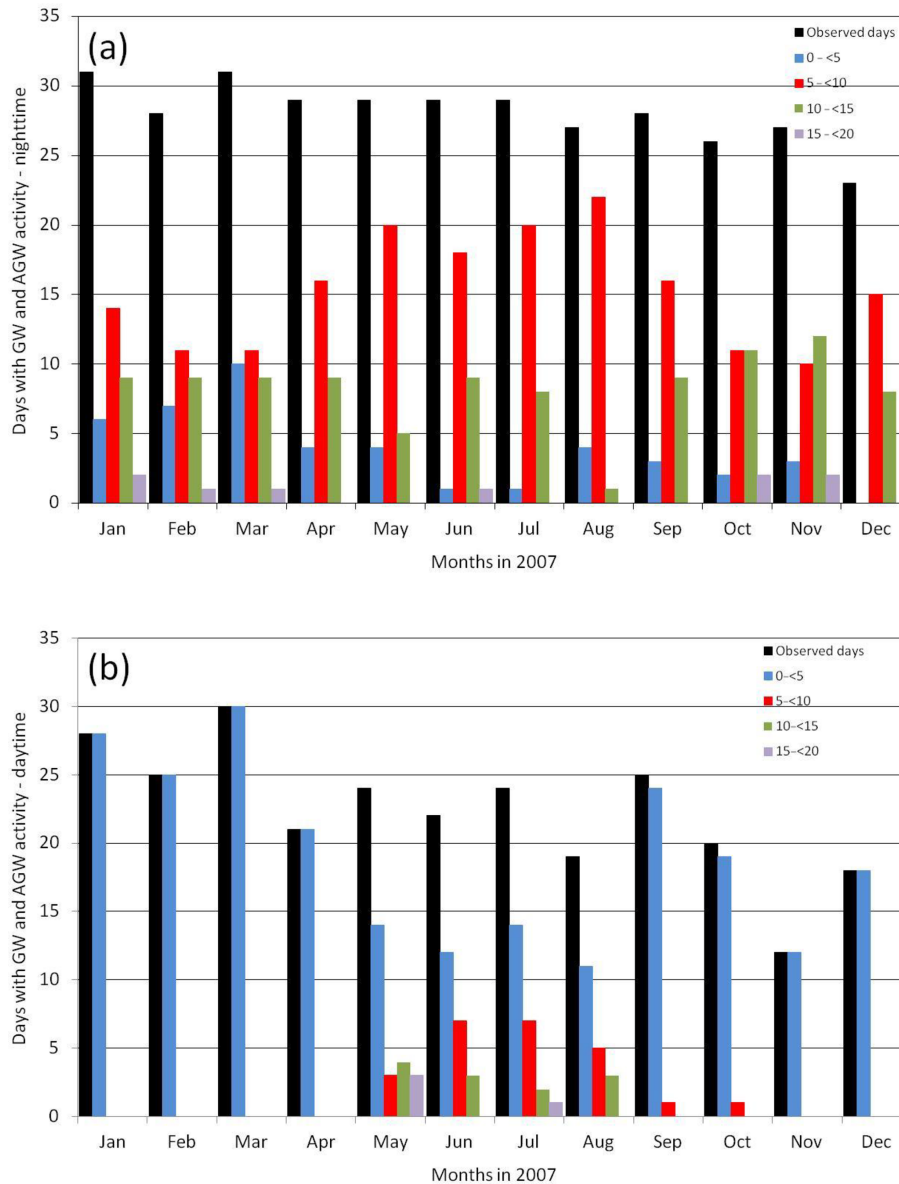 (a)
Observed days
0 – <5
5 – <10
10 – <15
15 – <20
Days with GW and AGW activity - nighttime
35
30
25
20
15
10
5
0
Jan Feb Mar Apr May Jun Jul Aug Sep Oct Nov Dec
Months in 2007
(b)
Observed days
0–<5
5–<10
10–<15
15–<20
Days with GW and AGW activity - daytime
35
30
25
20
15
10
5
0
Jan Feb Mar Apr May Jun Jul Aug Sep Oct Nov Dec
Months in 2007